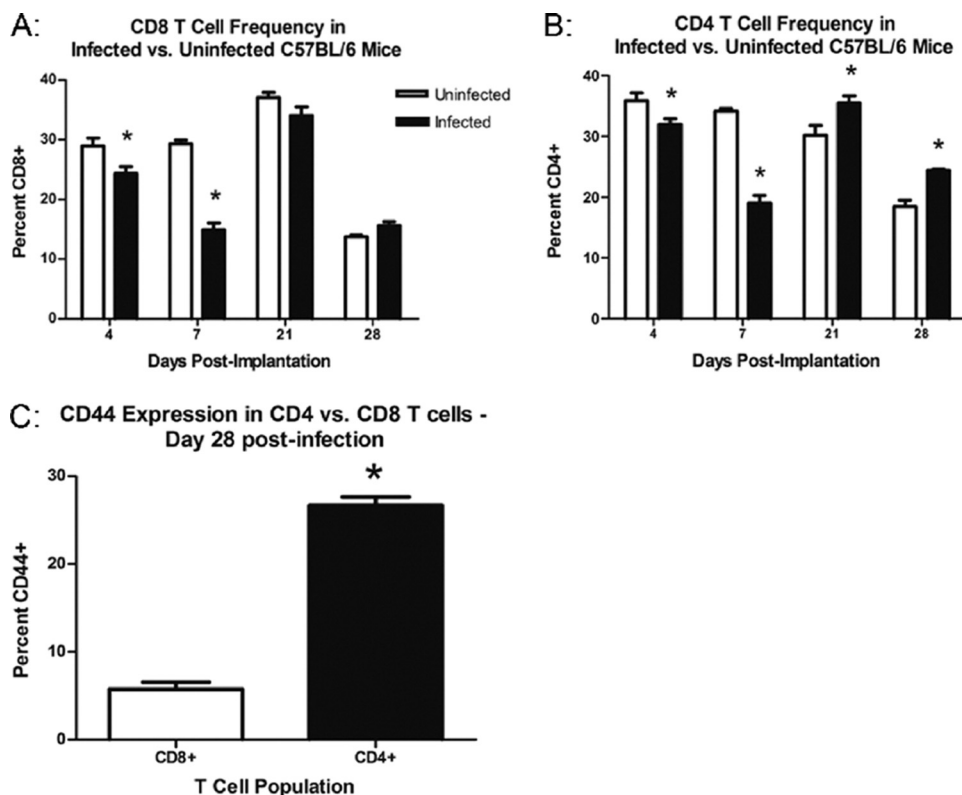 A:
CD8 T Cell Frequency in
Infected vs. Uninfected C57BL/6 Mice
Percent CD8+
40
30
20
10
0
Uninfected
Infected
*
*
4 7 21 28
Days Post-Implantation
B:
CD4 T Cell Frequency in
Infected vs. Uninfected C57BL/6 Mice
Percent CD4+
40
30
20
10
0
*
*
*
*
4 7 21 28
Days Post-Implantation
C:
CD44 Expression in CD4 vs. CD8 T cells -
Day 28 post-infection
Percent CD44+
30
20
10
0
*
CD8+ CD4+
T Cell Population